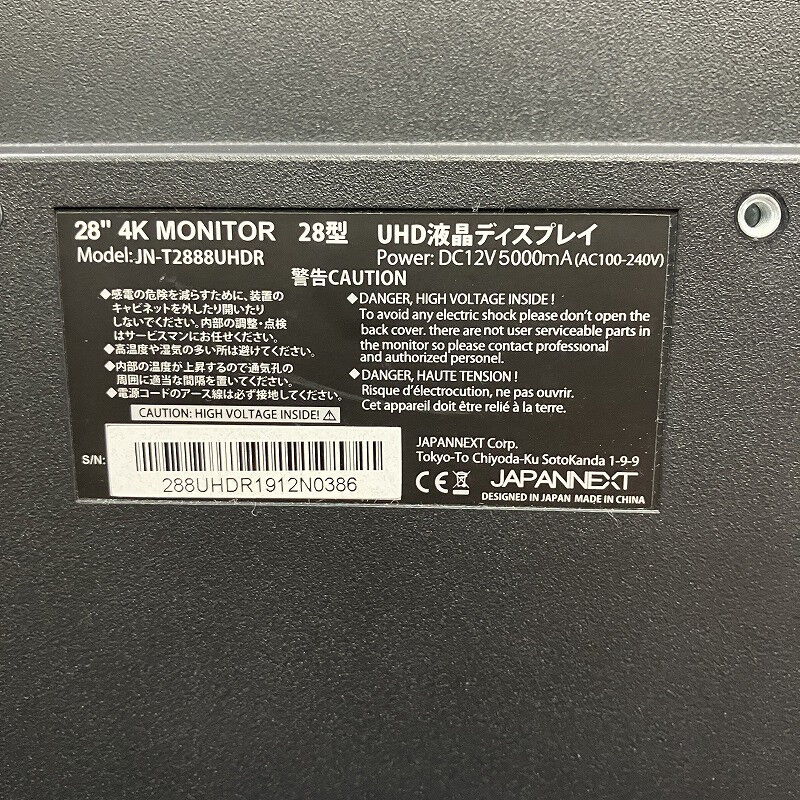 28" 4K MONITOR 28型 UHD液晶ディスプレイ
Model:JN-T2888UHDR Power: DC12V5000mA(AC100-240V)
警告CAUTION
◆感電の危険を減らすために、装置の
キャビネットを外したり開いたり
しないでください。内部の調整・点検
はサービスマンにお任せください。
◆高温度や湿気の多い所は避けてください。
◆内部の温度が上昇するので通気孔の
周囲に適当な間隔を置いてください。
◆電源コードのアース線は必ず接地してください。
CAUTION: HIGH VOLTAGE INSIDE! ⚠
◆DANGER, HIGH VOLTAGE INSIDE !
To avoid any electric shock please don't open the
back cover. there are not user serviceable parts in
the monitor so please contact professional
and authorized personel.
◆DANGER, HAUTE TENSION !
Risque d'électrocution, ne pas ouvrir.
Cet appareil doit être relié à la terre.
S/N:
288UHDR1912N0386
JAPANNEXT Corp.
Tokyo-To Chiyoda-Ku SotoKanda 1-9-9
CE JAPANNEXT
DESIGNED IN JAPAN MADE IN CHINA